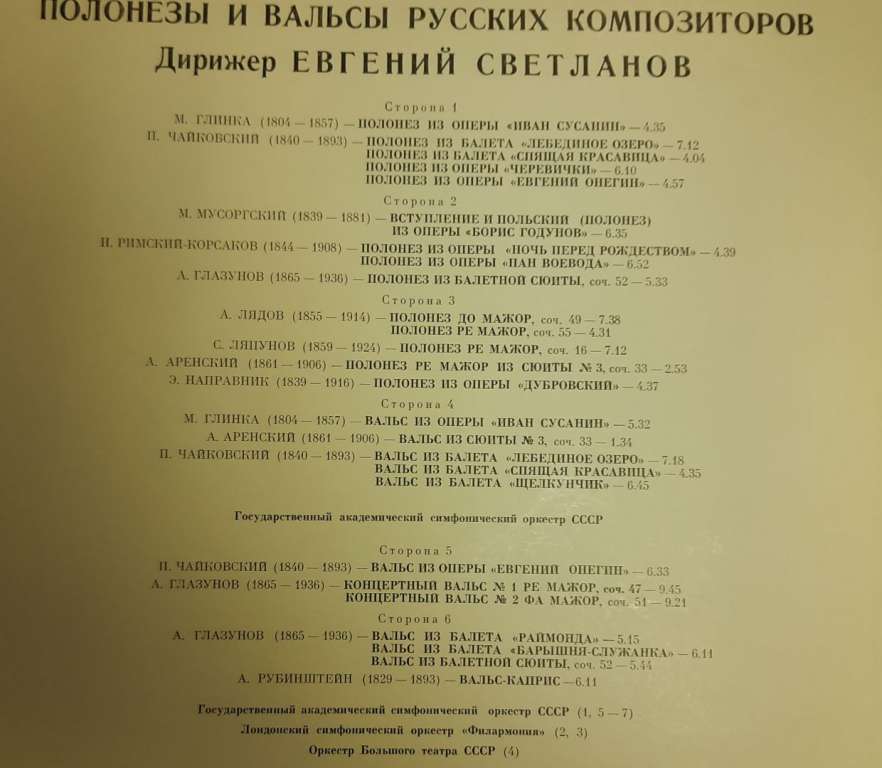 ПОЛОНЕЗЫ И ВАЛЬСЫ РУССКИХ КОМПОЗИТОРОВ
Дирижер ЕВГЕНИЙ СВЕТЛАНОВ
Сторона 1
М. ГЛИНКА (1804 — 1857) — ПОЛОНЕЗ ИЗ ОПЕРЫ «ИВАН СУСАНИН» — 4.35
П. ЧАЙКОВСКИЙ (1840 — 1893) — ПОЛОНЕЗ ИЗ БАЛЕТА «ЛЕБЕДИНОЕ ОЗЕРО» — 7.12
ПОЛОНЕЗ ИЗ БАЛЕТА «СПЯЩАЯ КРАСАВИЦА» — 4.04
ПОЛОНЕЗ ИЗ ОПЕРЫ «ЧЕРЕВИЧКИ» — 6.10
ПОЛОНЕЗ ИЗ ОПЕРЫ «ЕВГЕНИЙ ОНЕГИН» — 4.57
Сторона 2
М. МУСОРГСКИЙ (1839 — 1881) — ВСТУПЛЕНИЕ И ПОЛЬСКИЙ (ПОЛОНЕЗ)
ИЗ ОПЕРЫ «БОРИС ГОДУНОВ» — 6.35
Н. РИМСКИЙ-КОРСАКОВ (1844 — 1908) — ПОЛОНЕЗ ИЗ ОПЕРЫ «НОЧЬ ПЕРЕД РОЖДЕСТВОМ» — 4.39
ПОЛОНЕЗ ИЗ ОПЕРЫ «ПАН ВОЕВОДА» — 6.52
А. ГЛАЗУНОВ (1865 — 1936) — ПОЛОНЕЗ ИЗ БАЛЕТНОЙ СЮИТЫ, соч. 52 — 5.33
Сторона 3
А. ЛЯДОВ (1855 — 1914) — ПОЛОНЕЗ ДО МАЖОР, соч. 49 — 7.38
ПОЛОНЕЗ РЕ МАЖОР, соч. 55 — 4.31
С. ЛЯПУНОВ (1859 — 1924) — ПОЛОНЕЗ РЕ МАЖОР, соч. 16 — 7.12
А. АРЕНСКИЙ (1861 — 1906) — ПОЛОНЕЗ РЕ МАЖОР ИЗ СЮИТЫ № 3, соч. 33 — 2.53
Э. НАПРАВНИК (1839 — 1916) — ПОЛОНЕЗ ИЗ ОПЕРЫ «ДУБРОВСКИЙ» — 4.37
Сторона 4
М. ГЛИНКА (1804 — 1857) — ВАЛЬС ИЗ ОПЕРЫ «ИВАН СУСАНИН» — 5.32
А. АРЕНСКИЙ (1861 — 1906) — ВАЛЬС ИЗ СЮИТЫ № 3, соч. 33 — 1.34
П. ЧАЙКОВСКИЙ (1840 — 1893) — ВАЛЬС ИЗ БАЛЕТА «ЛЕБЕДИНОЕ ОЗЕРО» — 7.18
ВАЛЬС ИЗ БАЛЕТА «СПЯЩАЯ КРАСАВИЦА» — 4.35
ВАЛЬС ИЗ БАЛЕТА «ЩЕЛКУНЧИК» — 6.45
Государственный академический симфонический оркестр СССР
Сторона 5
П. ЧАЙКОВСКИЙ (1840 — 1893) — ВАЛЬС ИЗ ОПЕРЫ «ЕВГЕНИЙ ОНЕГИН» — 6.33
А. ГЛАЗУНОВ (1865 — 1936) — КОНЦЕРТНЫЙ ВАЛЬС № 1 РЕ МАЖОР, соч. 47 — 9.45
КОНЦЕРТНЫЙ ВАЛЬС № 2 ФА МАЖОР, соч. 51 — 9.21
Сторона 6
А. ГЛАЗУНОВ (1865 — 1936) — ВАЛЬС ИЗ БАЛЕТА «РАЙМОНДА» — 5.15
ВАЛЬС ИЗ БАЛЕТА «БАРЫШНЯ-СЛУЖАНКА» — 6.11
ВАЛЬС ИЗ БАЛЕТНОЙ СЮИТЫ, соч. 52 — 5.44
А. РУБИНШТЕЙН (1829 — 1893) — ВАЛЬС-КАПРИС — 6.11
Государственный академический симфонический оркестр СССР (1, 5 — 7)
Лондонский симфонический оркестр «Филармония» (2, 3)
Оркестр Большого театра СССР (4)